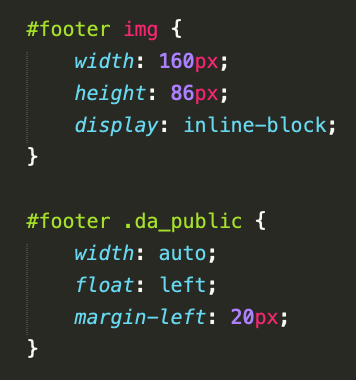 #footer img {
    width: 160px;
    height: 86px;
    display: inline-block;
}

#footer .da_public {
    width: auto;
    float: left;
    margin-left: 20px;
}